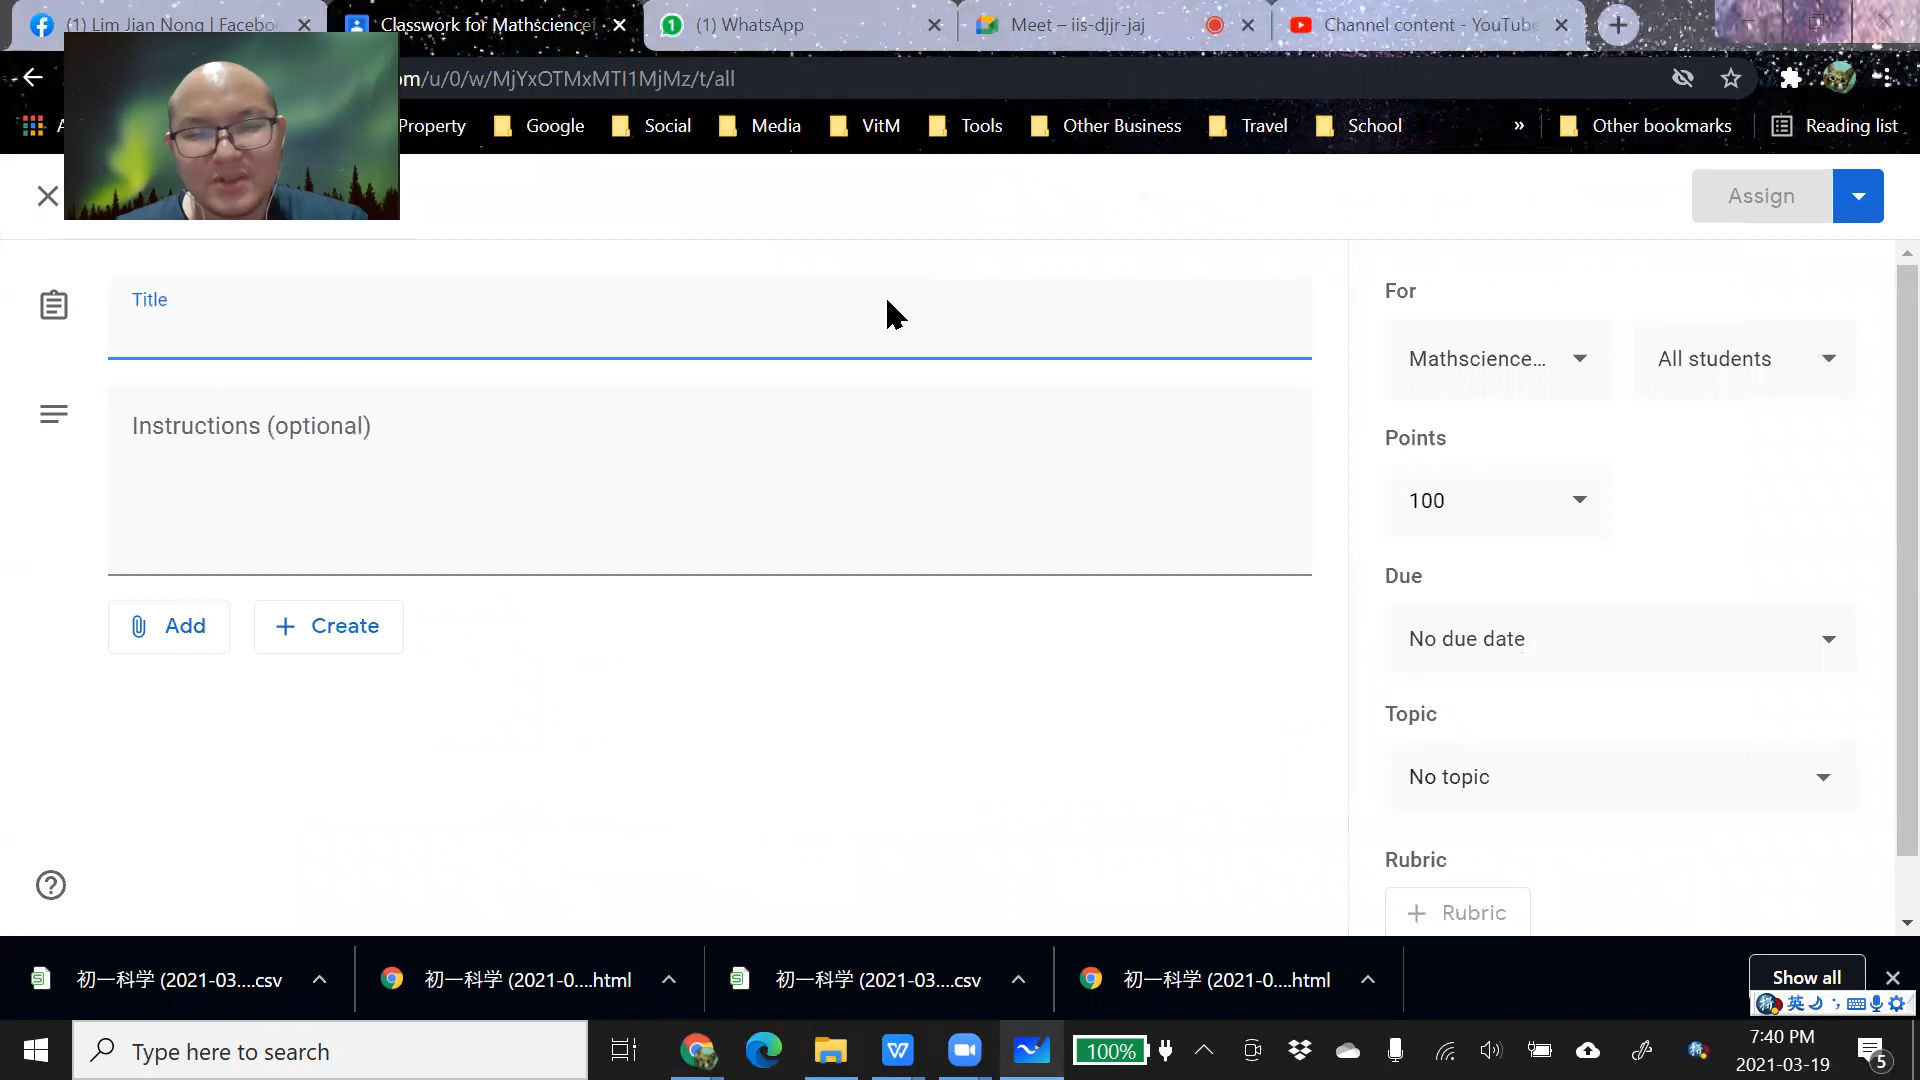 (1) Lim Jian Nong | Facebo
Classwork for Mathsciencef
(1) WhatsApp
Meet – iis-djjr-jaj
Channel content - YouTube
om/u/0/w/MjYxOTMxMTI1MjMz/t/all
A
Property
Google
Social
Media
VitM
Tools
Other Business
Travel
School
»
Other bookmarks
Reading list
Assign
Title
Instructions (optional)
Add
Create
For
Mathscience...
All students
Points
100
Due
No due date
Topic
No topic
Rubric
Rubric
初一科学 (2021-03....csv
初一科学 (2021-0....html
初一科学 (2021-03....csv
初一科学 (2021-0....html
Show all
英
Type here to search
100%
7:40 PM
2021-03-19
5